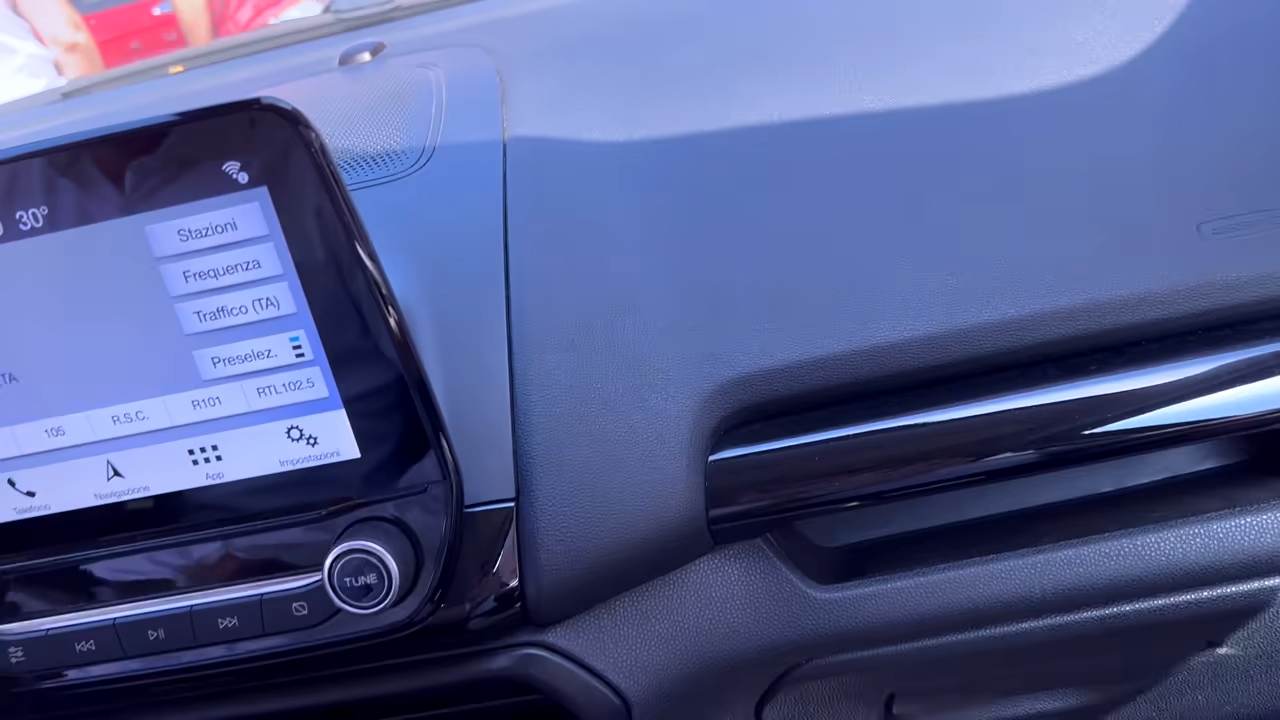 30°
Stazioni
Frequenza
Traffico (TA)
Preselez.
TA
105 R.S.C. R101 RTL102.5
Telefono Navigazione App Impostazioni
TUNE